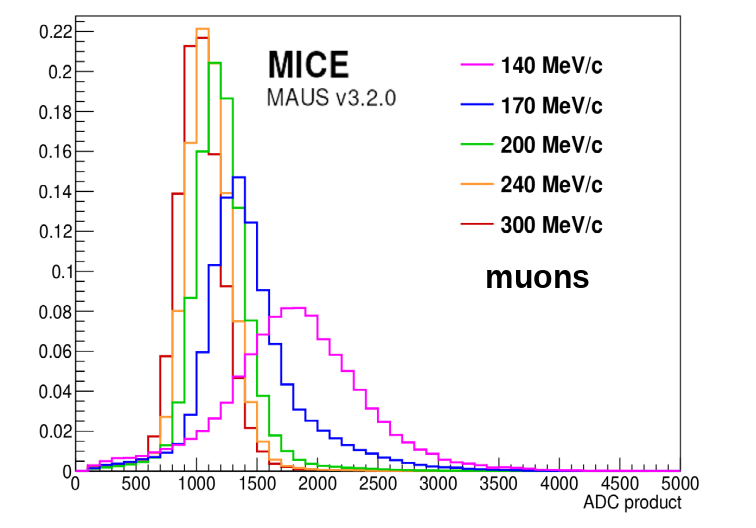 0.22
0.2
0.18
0.16
0.14
0.12
0.1
0.08
0.06
0.04
0.02
0
MICE
MAUS v3.2.0
140 MeV/c
170 MeV/c
200 MeV/c
240 MeV/c
300 MeV/c
muons
0 500 1000 1500 2000 2500 3000 3500 4000 4500 5000
ADC product